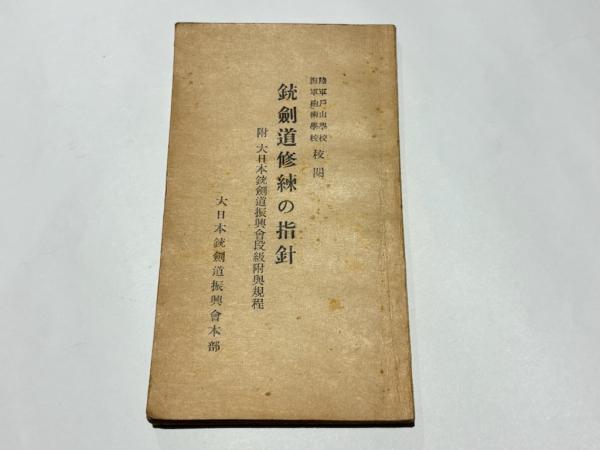 陸軍戸山學校
海軍砲術學校
校閲
銃劍道修練の指針
附 大日本銃劍道振興會段級附與規程
大日本銃劍道振興會本部